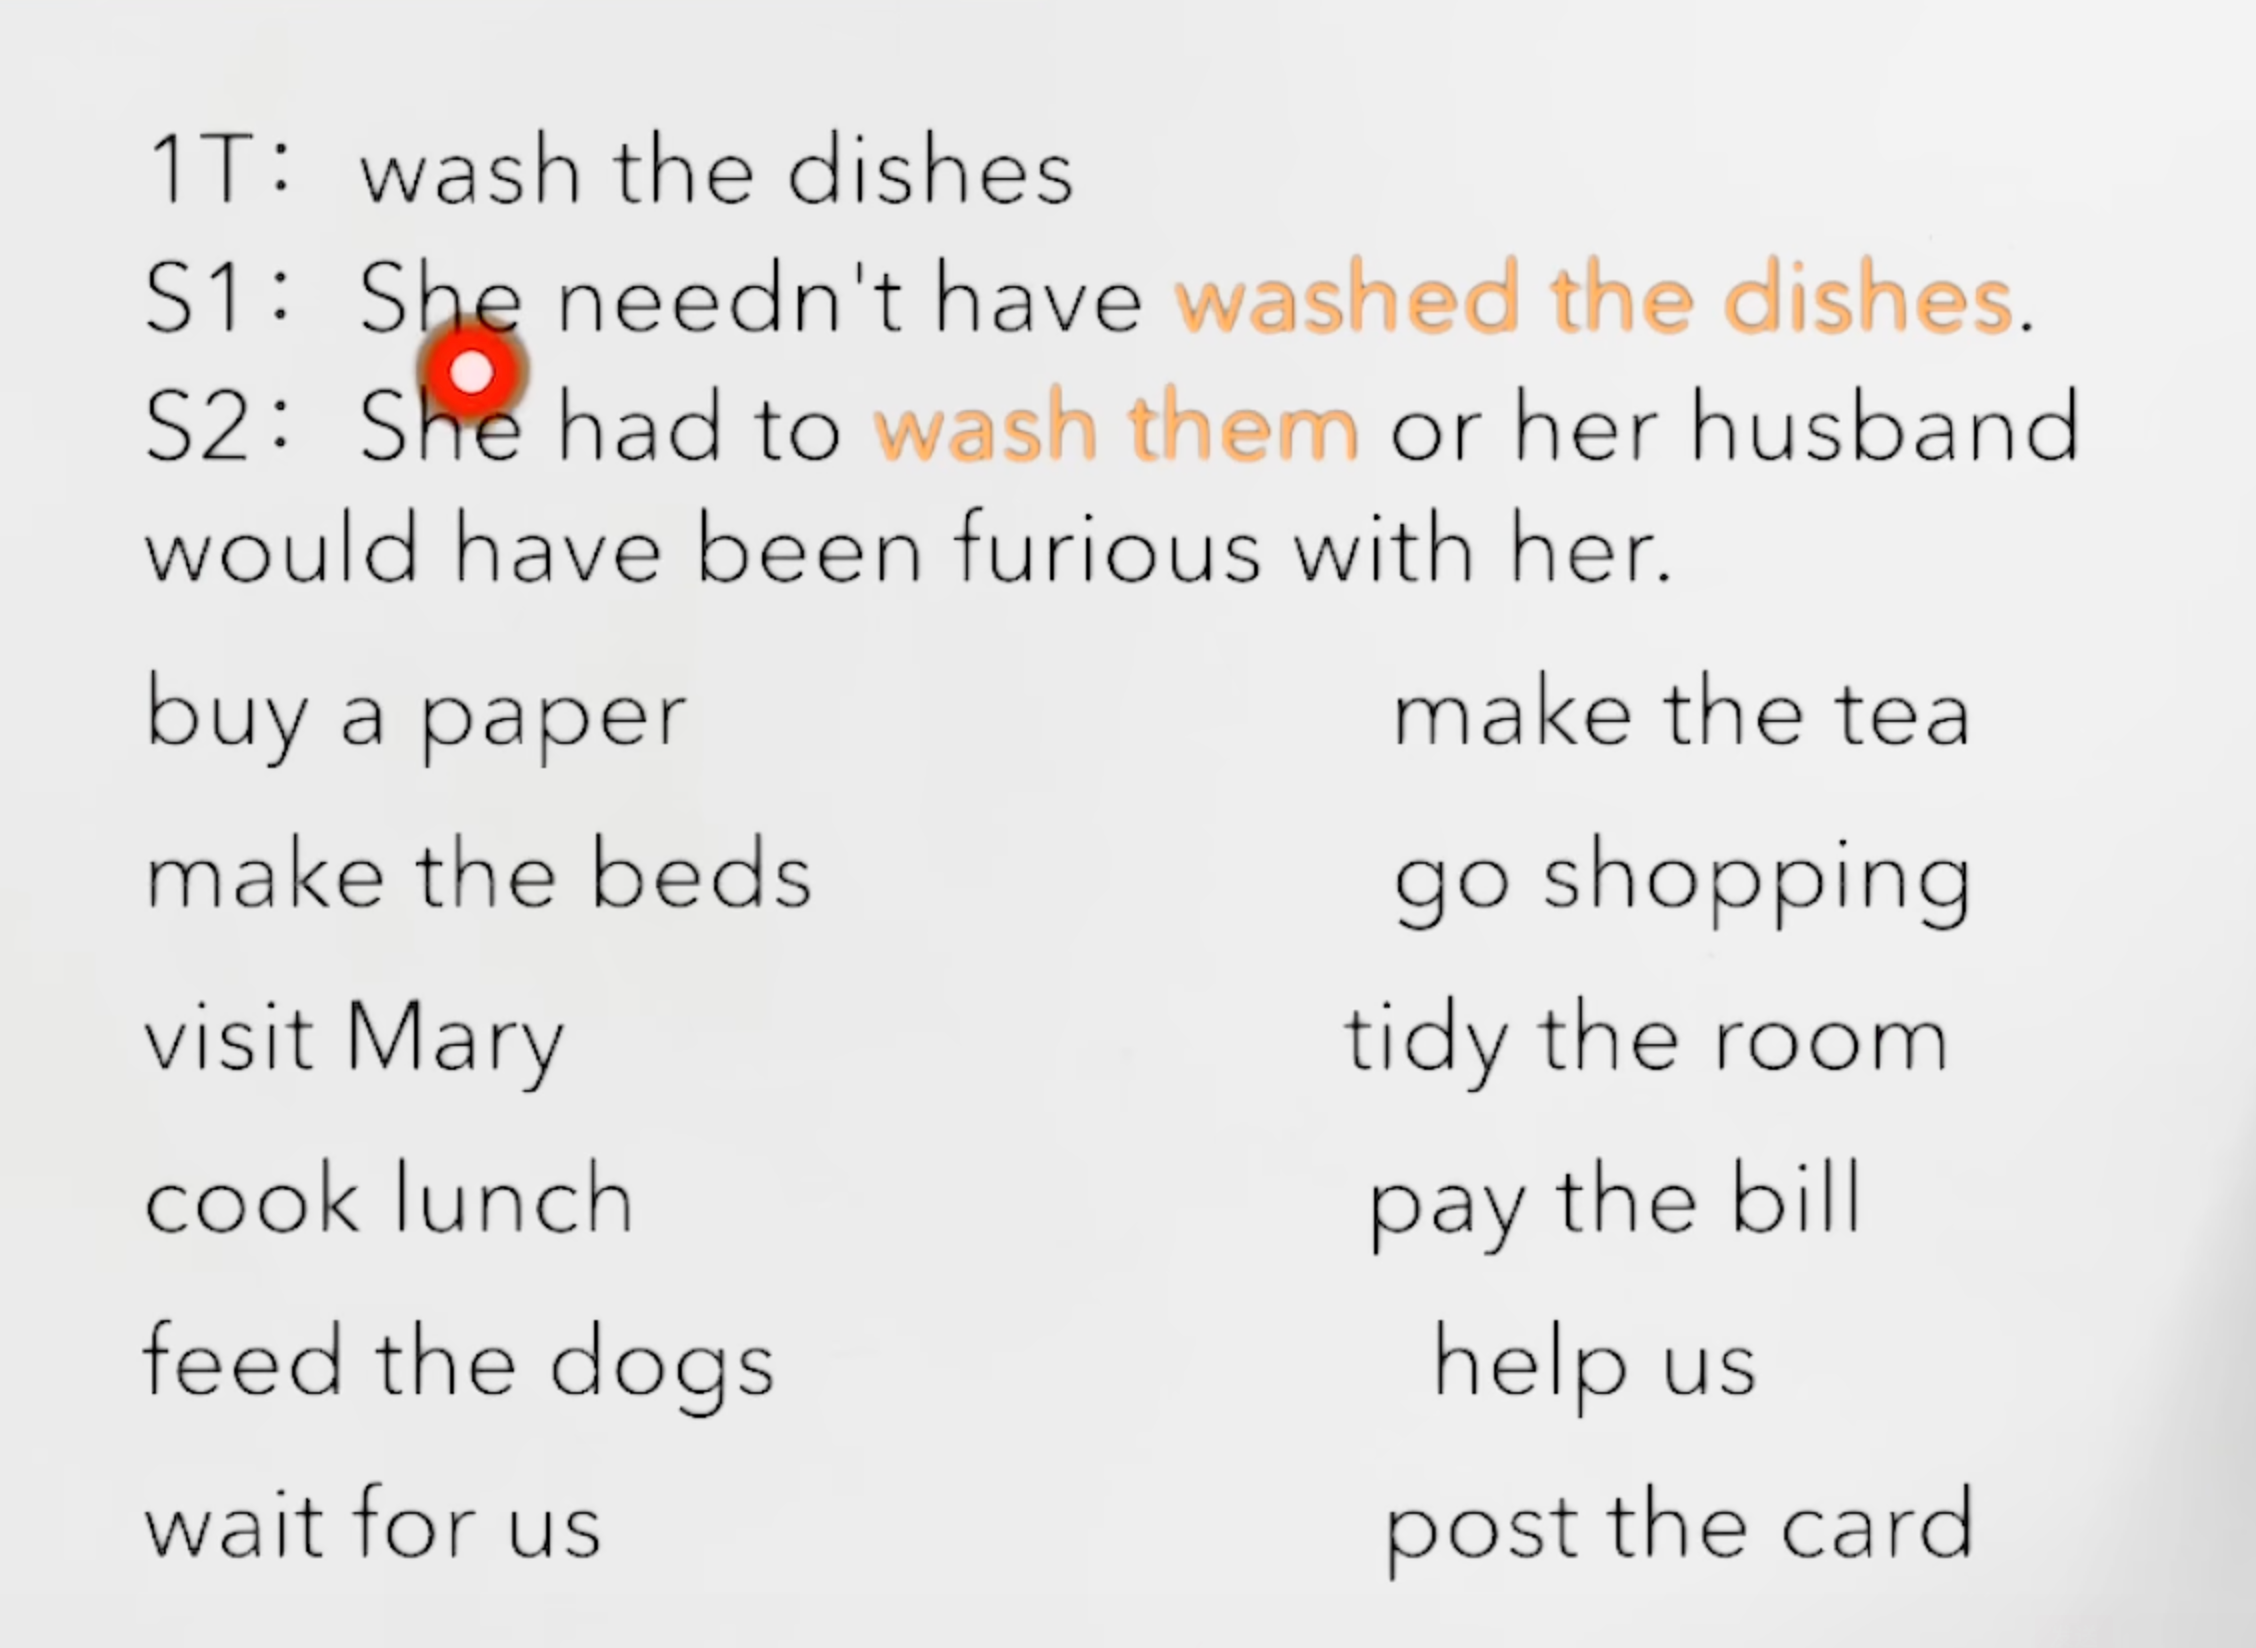 1T: wash the dishes
S1: She needn't have washed the dishes.
S2: She had to wash them or her husband
would have been furious with her.
buy a paper make the tea
make the beds go shopping
visit Mary tidy the room
cook lunch pay the bill
feed the dogs help us
wait for us post the card